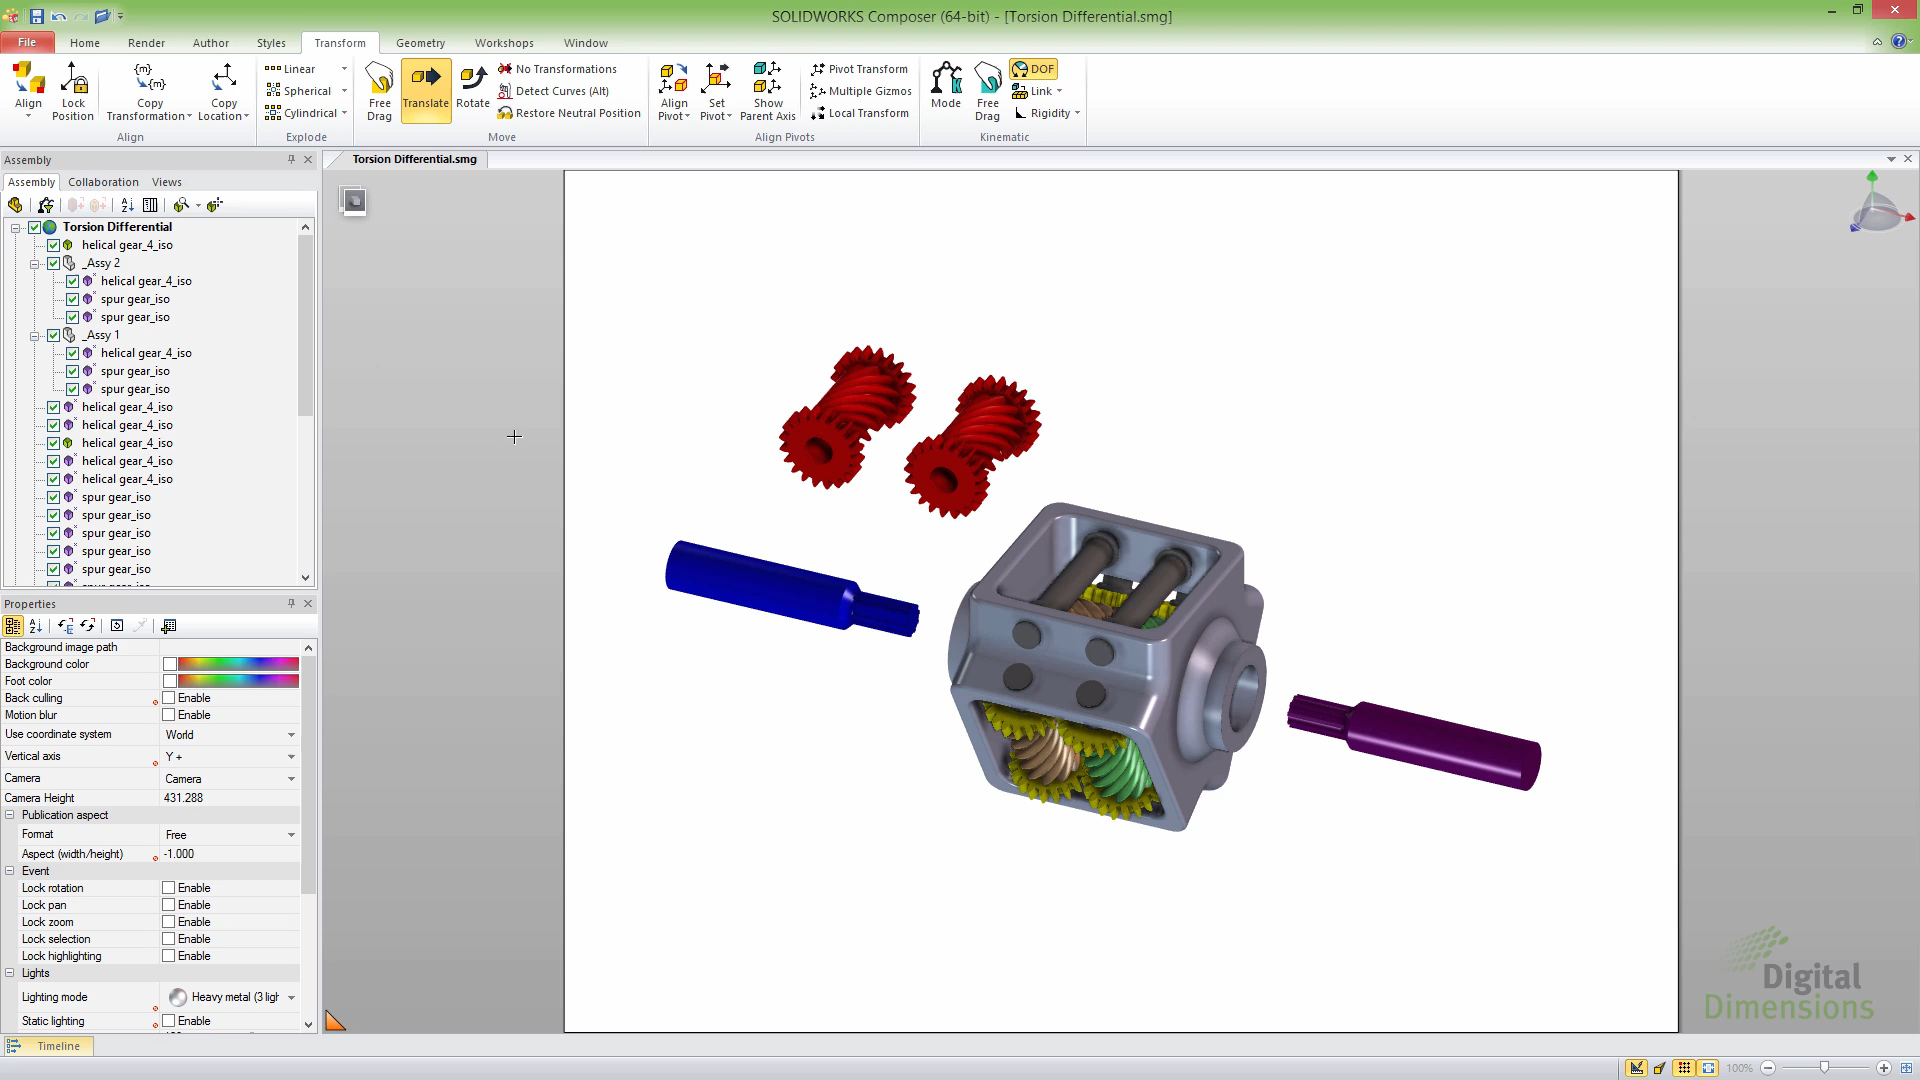 SOLIDWORKS Composer (64-bit) - [Torsion Differential.smg]
File Home Render Author Styles Transform Geometry Workshops Window
Align
Lock Position
Copy Transformation
Copy Location
Align
Linear
Spherical
Cylindrical
Explode
Free Drag
Translate
Rotate
No Transformations
Detect Curves (Alt)
Restore Neutral Position
Move
Align Pivot
Set Pivot
Show Parent Axis
Pivot Transform
Multiple Gizmos
Local Transform
Align Pivots
Mode
Free Drag
DOF
Link
Rigidity
Kinematic
Assembly
Torsion Differential.smg
Assembly Collaboration Views
Torsion Differential
helical gear_4_iso
_Assy 2
helical gear_4_iso
spur gear_iso
spur gear_iso
_Assy 1
helical gear_4_iso
spur gear_iso
spur gear_iso
helical gear_4_iso
helical gear_4_iso
helical gear_4_iso
helical gear_4_iso
helical gear_4_iso
spur gear_iso
spur gear_iso
spur gear_iso
spur gear_iso
spur gear_iso
Properties
Background image path
Background color
Foot color
Back culling Enable
Motion blur Enable
Use coordinate system World
Vertical axis Y +
Camera Camera
Camera Height 431.288
Publication aspect
Format Free
Aspect (width/height) -1.000
Event
Lock rotation Enable
Lock pan Enable
Lock zoom Enable
Lock selection Enable
Lock highlighting Enable
Lights
Lighting mode Heavy metal (3 ligh
Static lighting Enable
Timeline
Digital
Dimensions
100%